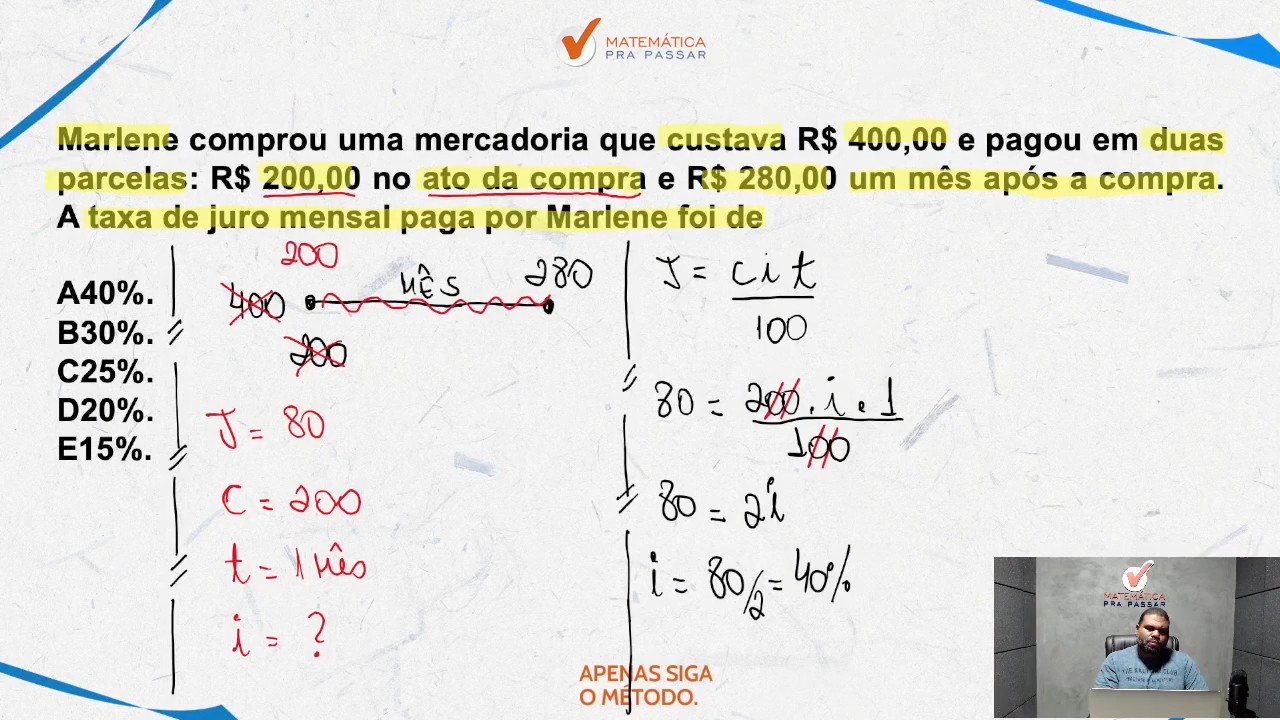 MATEMÁTICA
PRA PASSAR
Marlene comprou uma mercadoria que custava R$ 400,00 e pagou em duas
parcelas: R$ 200,00 no ato da compra e R$ 280,00 um mês após a compra.
A taxa de juro mensal paga por Marlene foi de
A40%.
B30%.
C25%.
D20%.
E15%.
200
400 MÊS 280
200
J = 80
C = 200
t = 1 Mês
i = ?
J = c i t
100
80 = 200 . i . 1
100
80 = 2i
i = 80/2 = 40%
APENAS SIGA
O MÉTODO.
MATEMÁTICA
PRA PASSAR